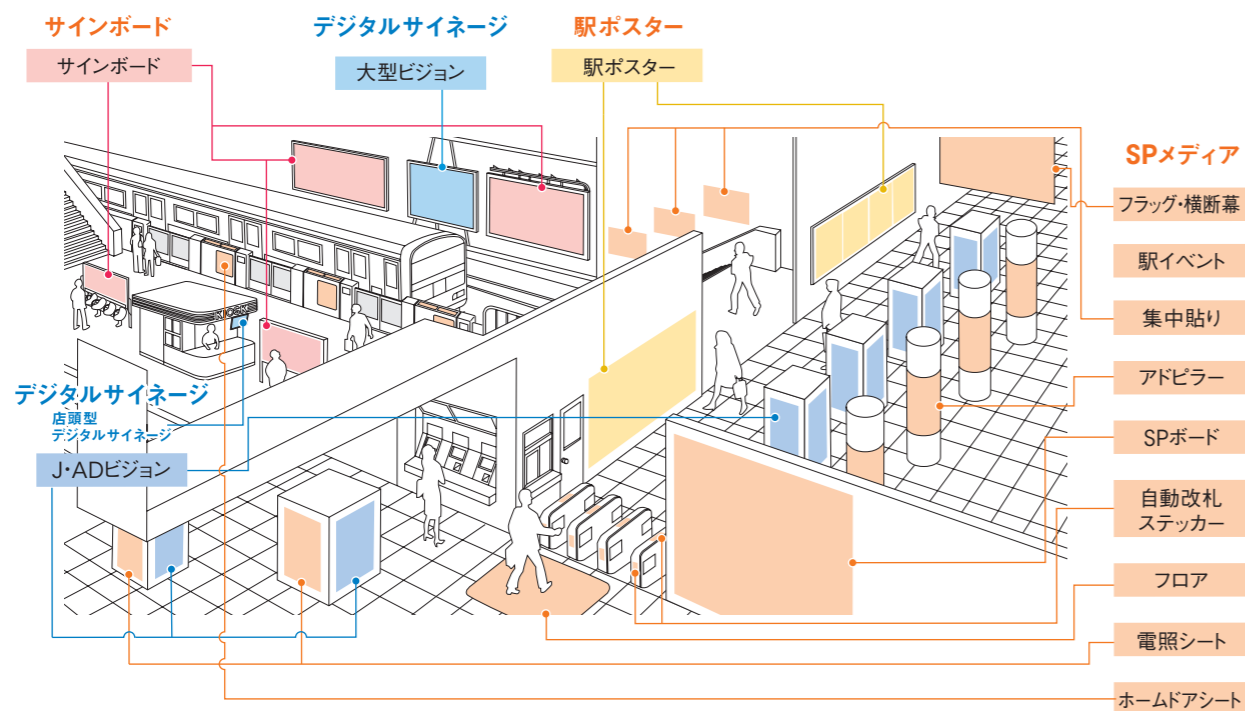 サインボード
デジタルサイネージ
駅ポスター
サインボード
大型ビジョン
駅ポスター
SPメディア
フラッグ・横断幕
駅イベント
集中貼り
アドピラー
SPボード
自動改札
ステッカー
フロア
電照シート
ホームドアシート
KIOSK
デジタルサイネージ
店頭型
デジタルサイネージ
J・ADビジョン